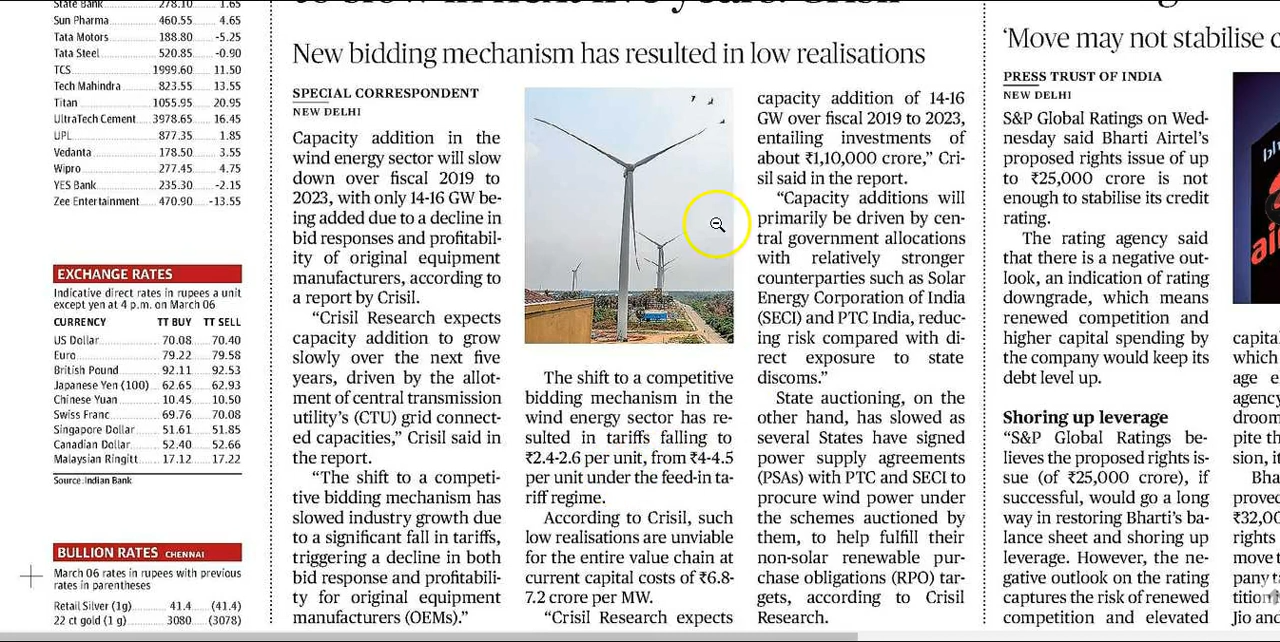 State Bank 278.10 1.65
Sun Pharma 460.55 4.65
Tata Motors 188.80 -5.25
Tata Steel 520.85 -0.90
TCS 1999.60 11.50
Tech Mahindra 823.55 13.55
Titan 1055.95 20.95
UltraTech Cement 3978.65 16.45
UPL 877.35 1.85
Vedanta 178.50 3.55
Wipro 277.45 4.75
YES Bank 235.30 -2.15
Zee Entertainment 470.90 -13.55
EXCHANGE RATES
Indicative direct rates in rupees a unit
except yen at 4 p.m. on March 06
CURRENCY TT BUY TT SELL
US Dollar 70.08 70.40
Euro 79.22 79.58
British Pound 92.11 92.53
Japanese Yen (100) 62.65 62.93
Chinese Yuan 10.45 10.50
Swiss Franc 69.76 70.08
Singapore Dollar 51.61 51.85
Canadian Dollar 52.40 52.66
Malaysian Ringitt 17.12 17.22
Source:Indian Bank
BULLION RATES CHENNAI
March 06 rates in rupees with previous
rates in parentheses
Retail Silver (1g) 41.4 (41.4)
22 ct gold (1 g) 3080 (3078)
to slow in next five years: Crisil
New bidding mechanism has resulted in low realisations
SPECIAL CORRESPONDENT
NEW DELHI
Capacity addition in the
wind energy sector will slow
down over fiscal 2019 to
2023, with only 14-16 GW be-
ing added due to a decline in
bid responses and profitabil-
ity of original equipment
manufacturers, according to
a report by Crisil.
“Crisil Research expects
capacity addition to grow
slowly over the next five
years, driven by the allot-
ment of central transmission
utility’s (CTU) grid connect-
ed capacities,” Crisil said in
the report.
“The shift to a competi-
tive bidding mechanism has
slowed industry growth due
to a significant fall in tariffs,
triggering a decline in both
bid response and profitabili-
ty for original equipment
manufacturers (OEMs).”
The shift to a competitive
bidding mechanism in the
wind energy sector has re-
sulted in tariffs falling to
₹2.4-2.6 per unit, from ₹4-4.5
per unit under the feed-in ta-
riff regime.
According to Crisil, such
low realisations are unviable
for the entire value chain at
current capital costs of ₹6.8-
7.2 crore per MW.
“Crisil Research expects
capacity addition of 14-16
GW over fiscal 2019 to 2023,
entailing investments of
about ₹1,10,000 crore,” Cri-
sil said in the report.
“Capacity additions will
primarily be driven by cen-
tral government allocations
with relatively stronger
counterparties such as Solar
Energy Corporation of India
(SECI) and PTC India, reduc-
ing risk compared with di-
rect exposure to state
discoms.”
State auctioning, on the
other hand, has slowed as
several States have signed
power supply agreements
(PSAs) with PTC and SECI to
procure wind power under
the schemes auctioned by
them, to help fulfill their
non-solar renewable pur-
chase obligations (RPO) tar-
gets, according to Crisil
Research.
‘Move may not stabilise
PRESS TRUST OF INDIA
NEW DELHI
S&P Global Ratings on Wed-
nesday said Bharti Airtel’s
proposed rights issue of up
to ₹25,000 crore is not
enough to stabilise its credit
rating.
The rating agency said
that there is a negative out-
look, an indication of rating
downgrade, which means
renewed competition and
higher capital spending by
the company would keep its
debt level up.
Shoring up leverage
“S&P Global Ratings be-
lieves the proposed rights is-
sue (of ₹25,000 crore), if
successful, would go a long
way in restoring Bharti’s ba-
lance sheet and shoring up
leverage. However, the ne-
gative outlook on the rating
captures the risk of renewed
competition and elevated
capita
which
age
agency
droom
pite th
sion, i
Bha
prove
₹32,00
rights
move t
pany t
tition
Jio and